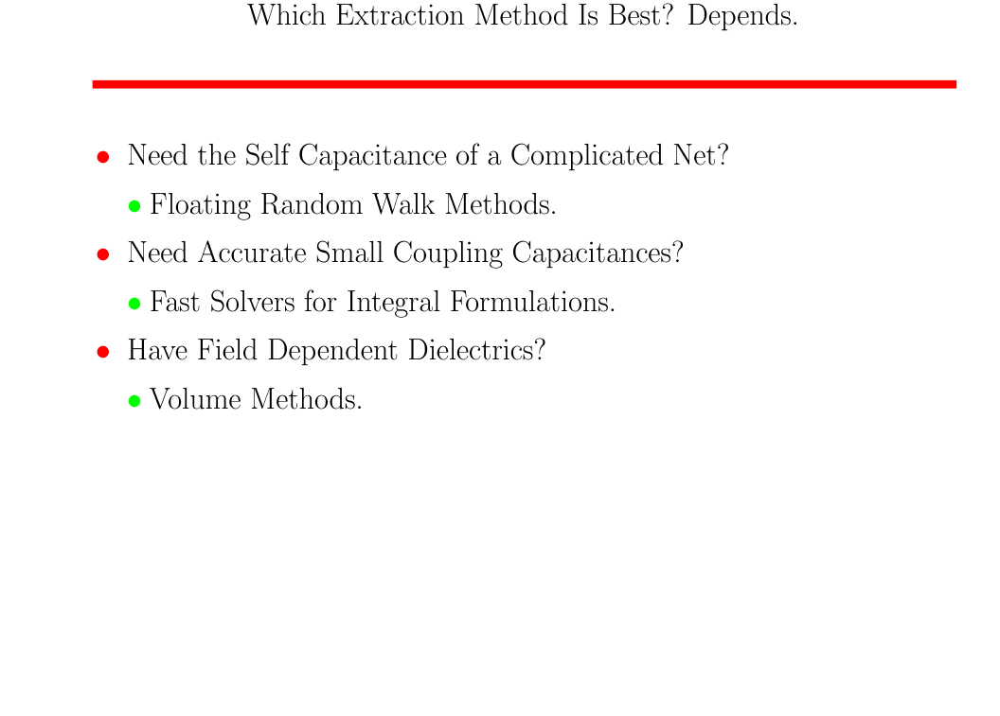 Which Extraction Method Is Best? Depends.
• Need the Self Capacitance of a Complicated Net?
• Floating Random Walk Methods.
• Need Accurate Small Coupling Capacitances?
• Fast Solvers for Integral Formulations.
• Have Field Dependent Dielectrics?
• Volume Methods.